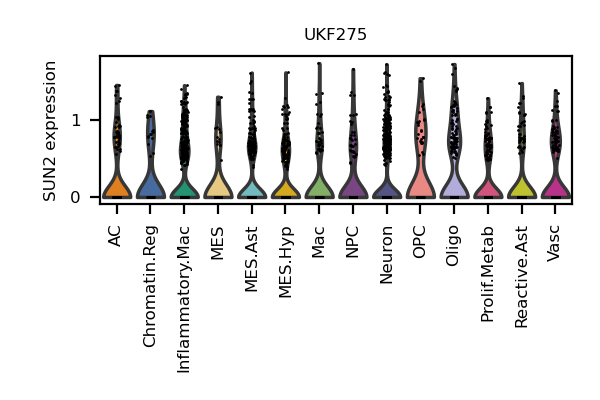 UKF275
SUN2 expression
1
0
AC
Chromatin.Reg
Inflammatory.Mac
MES
MES.Ast
MES.Hyp
Mac
NPC
Neuron
OPC
Oligo
Prolif.Metab
Reactive.Ast
Vasc